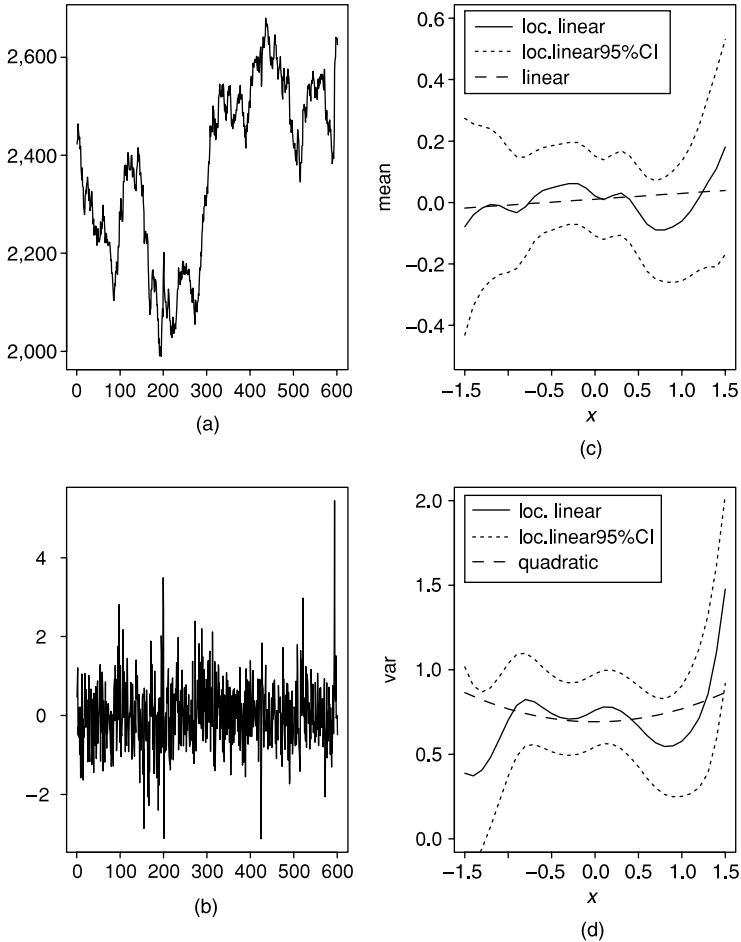 2,600
2,400
2,200
2,000
0 100 200 300 400 500 600
(a)
loc. linear
loc.linear95%CI
linear
0.6
0.4
0.2
0.0
−0.2
−0.4
mean
−1.5 −0.5 0.0 0.5 1.0 1.5
x
(c)
4
2
0
−2
0 100 200 300 400 500 600
(b)
loc. linear
loc.linear95%CI
quadratic
2.0
1.5
1.0
0.5
0.0
var
−1.5 −0.5 0.0 0.5 1.0 1.5
x
(d)